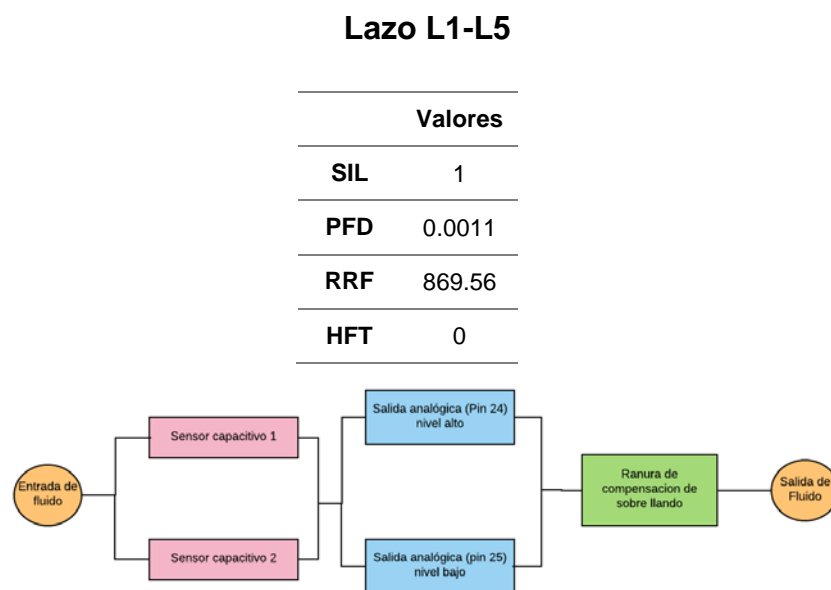 Lazo L1-L5
Valores
SIL 1
PFD 0.0011
RRF 869.56
HFT 0
Salida analógica (Pin 24)
nivel alto
Sensor capacitivo 1
Entrada de
fluido
Ranura de
compensacion de
sobre llando
Salida de
Fluido
Sensor capacitivo 2
Salida analógica (pin 25)
nivel bajo